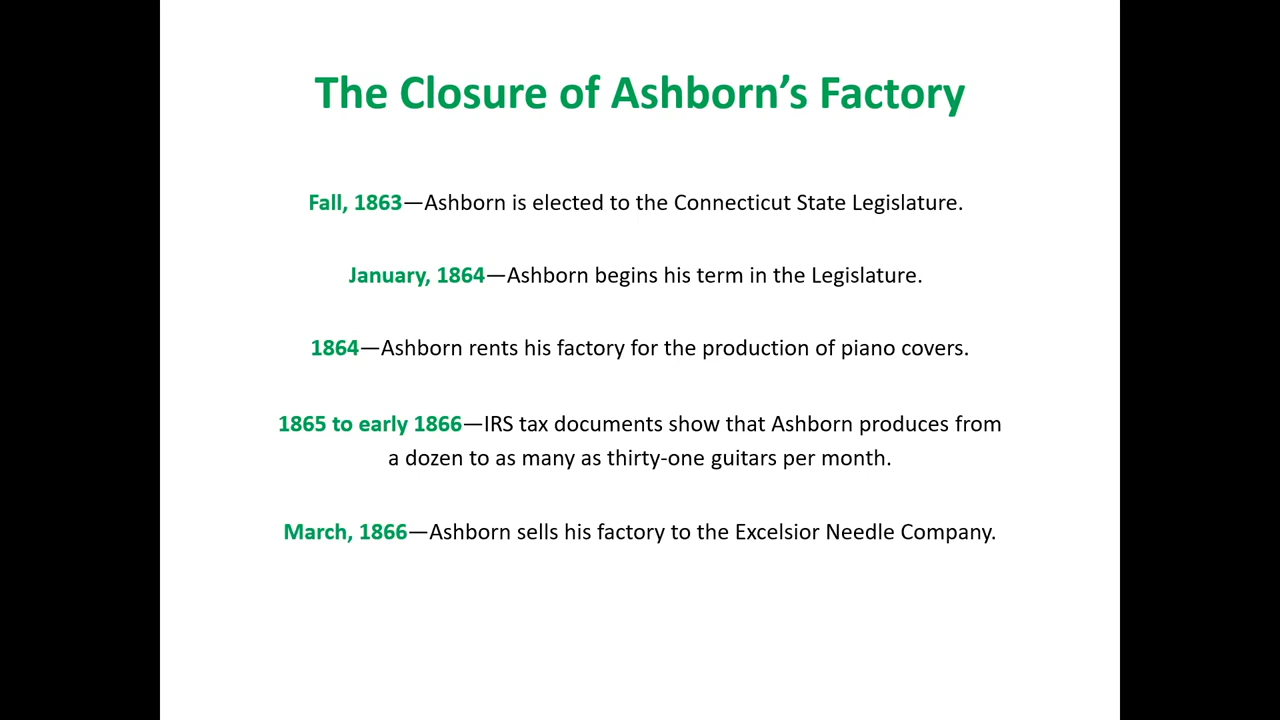 The Closure of Ashborn’s Factory
Fall, 1863—Ashborn is elected to the Connecticut State Legislature.
January, 1864—Ashborn begins his term in the Legislature.
1864—Ashborn rents his factory for the production of piano covers.
1865 to early 1866—IRS tax documents show that Ashborn produces from
a dozen to as many as thirty-one guitars per month.
March, 1866—Ashborn sells his factory to the Excelsior Needle Company.